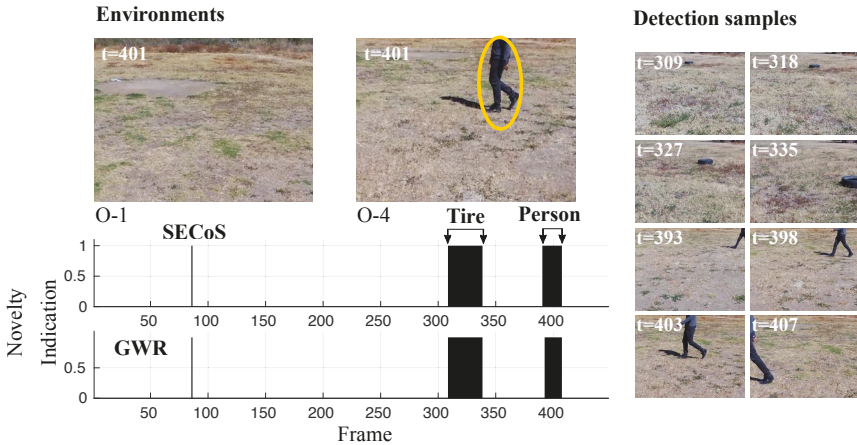 Environments
Detection samples
t=401
t=401
t=309
t=318
t=327
t=335
t=393
t=398
t=403
t=407
O-1
O-4
Tire
Person
SECoS
Novelty
Indication
1
0.5
0
50
100
150
200
250
300
350
400
GWR
0.5
0
50
100
150
200
250
300
350
400
Frame